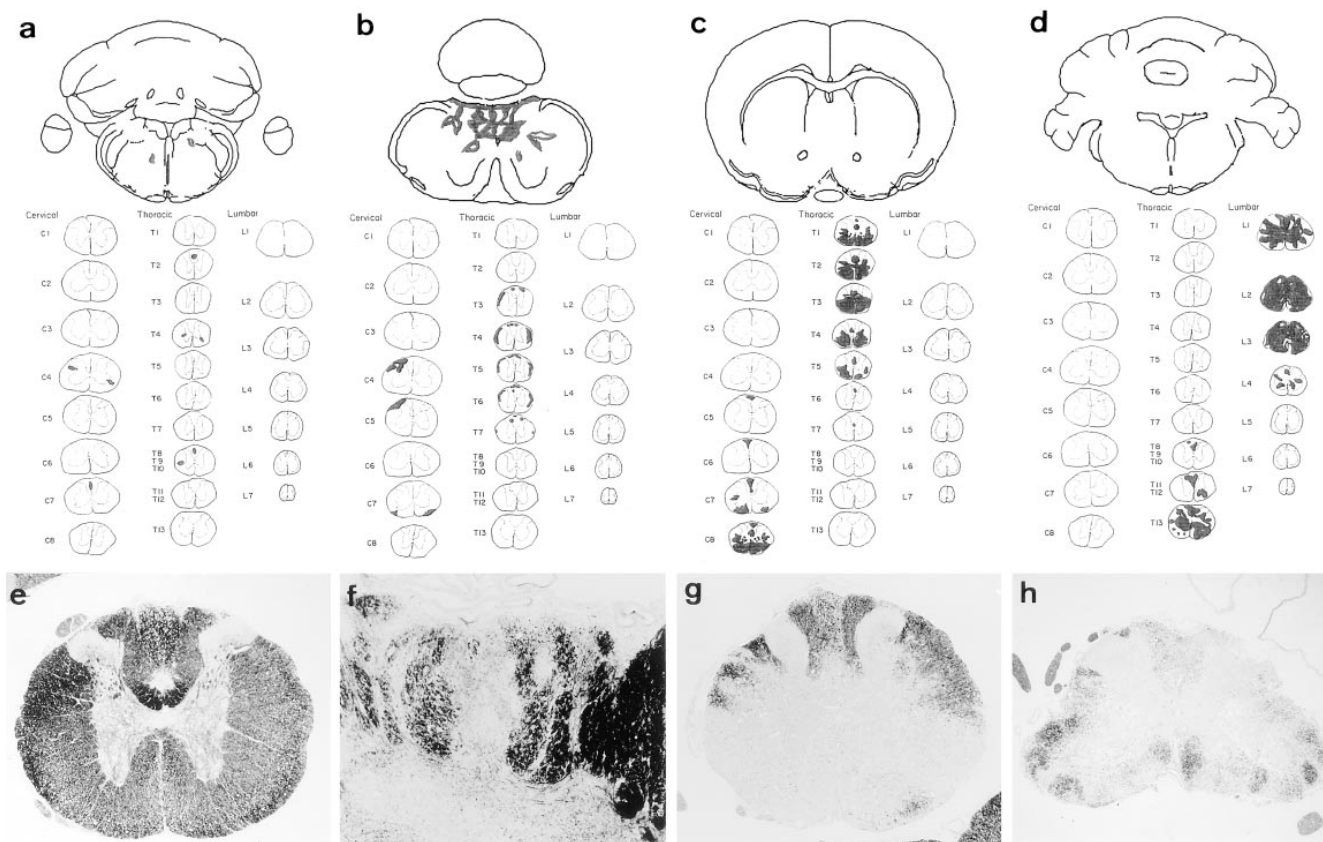 a
Cervical Thoracic Lumbar
C1 T1 L1
T2
C2 L2
T3
C3 T4 L3
C4 T5 L4
T6
C5 T7 L5
C6 T8 T9 T10 L6
C7 T11 T12 L7
C8 T13
b
Cervical Thoracic Lumbar
C1 T1 L1
T2
C2 L2
T3
C3 T4 L3
C4 T5 L4
T6
C5 T7 L5
C6 T8 T9 T10 L6
C7 T11 T12 L7
C8 T13
c
Cervical Thoracic Lumbar
C1 T1 L1
T2
C2 L2
T3
C3 T4 L3
C4 T5 L4
T6
C5 T7 L5
C6 T8 T9 T10 L6
C7 T11 T12 L7
C8 T13
d
Cervical Thoracic Lumbar
C1 T1 L1
T2
C2 L2
T3
C3 T4 L3
C4 T5 L4
T6
C5 T7 L5
C6 T8 T9 T10 L6
C7 T11 T12 L7
C8 T13
e
f
g
h